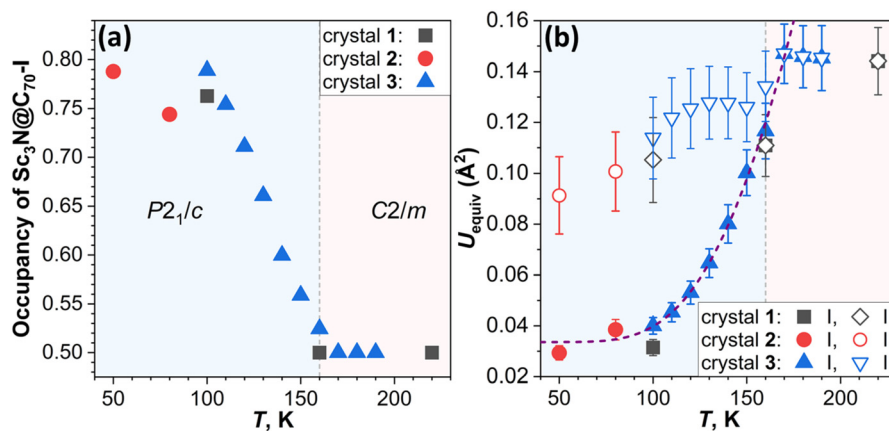 (a)
crystal 1:
crystal 2:
crystal 3:
0.80
0.75
0.70
0.65
0.60
0.55
0.50
Occupancy of Sc₃N@C₇₀-I
P2₁/c
C2/m
50
100
150
200
T, K
(b)
0.16
0.14
0.12
0.10
0.08
0.06
0.04
0.02
Uequiv (Å²)
crystal 1: I, I
crystal 2: I, I
crystal 3: I, I
50
100
150
200
T, K